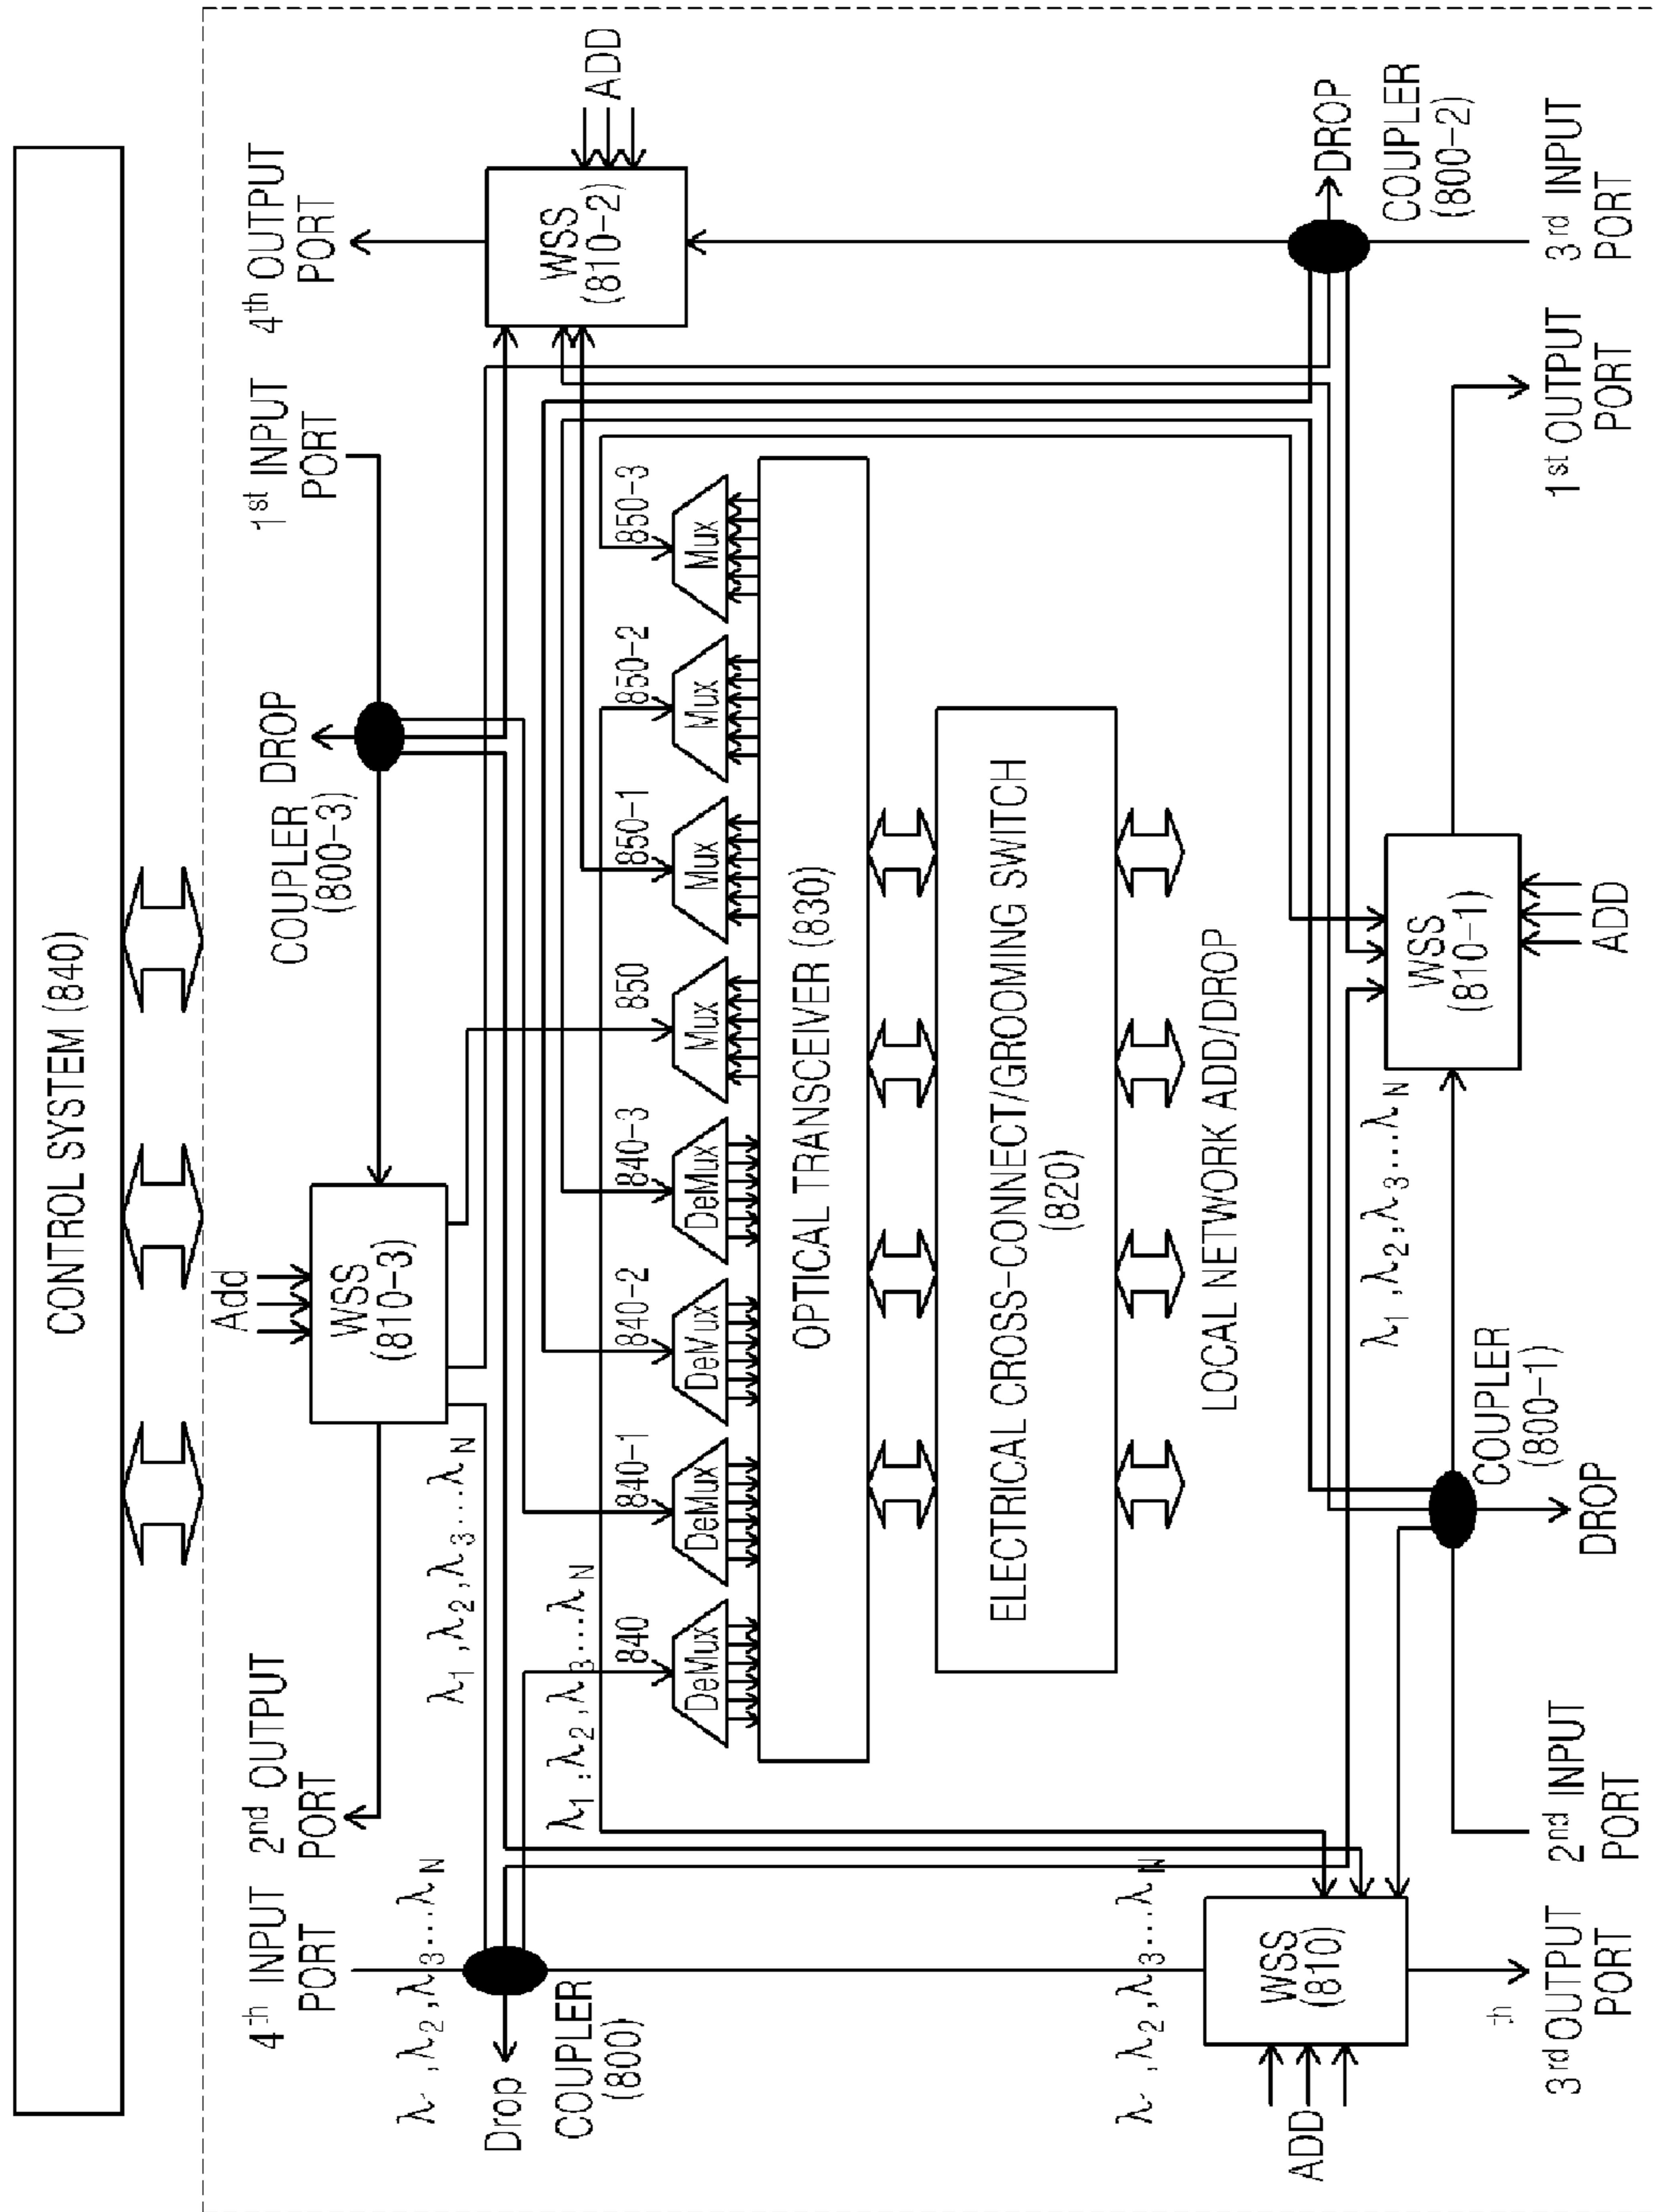 CONTROL SYSTEM (840)
4th INPUT PORT
2nd OUTPUT PORT
1st INPUT PORT
4th OUTPUT PORT
Add
WSS
(810-3)
COUPLER
(800-3)
DROP
WSS
(810-2)
ADD
λ1,λ2,λ3...λN
λ,λ2,λ3...λN
Drop
COUPLER
(800)
λ1,λ2,λ3...λN
840
840-1
840-2
840-3
850
850-1
850-2
850-3
DeMux
DeMux
DeMux
DeMux
Mux
Mux
Mux
Mux
OPTICAL TRANSCEIVER (830)
ELECTRICAL CROSS-CONNECT/GROOMING SWITCH
(820)
LOCAL NETWORK ADD/DROP
λ,λ2,λ3...λN
WSS
(810)
ADD
COUPLER
(800-1)
DROP
λ1,λ2,λ3...λN
WSS
(810-1)
ADD
DROP
COUPLER
(800-2)
th
3rd OUTPUT PORT
2nd INPUT PORT
1st OUTPUT PORT
3rd INPUT PORT